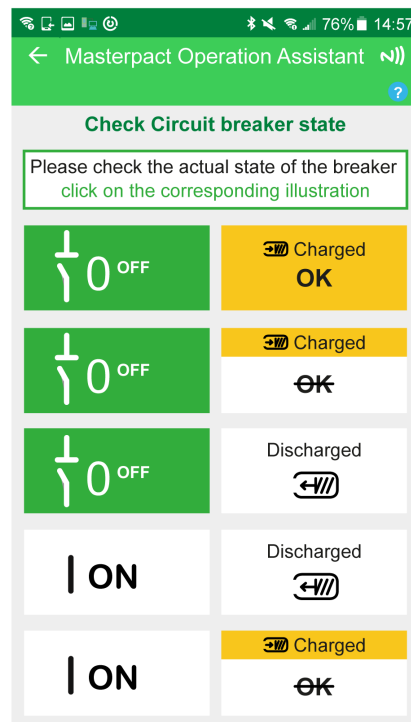 76% 14:57
Masterpact Operation Assistant
?
Check Circuit breaker state
Please check the actual state of the breaker
click on the corresponding illustration
0 OFF
Charged
OK
0 OFF
Charged
OK
0 OFF
Discharged
| ON
Discharged
| ON
Charged
OK